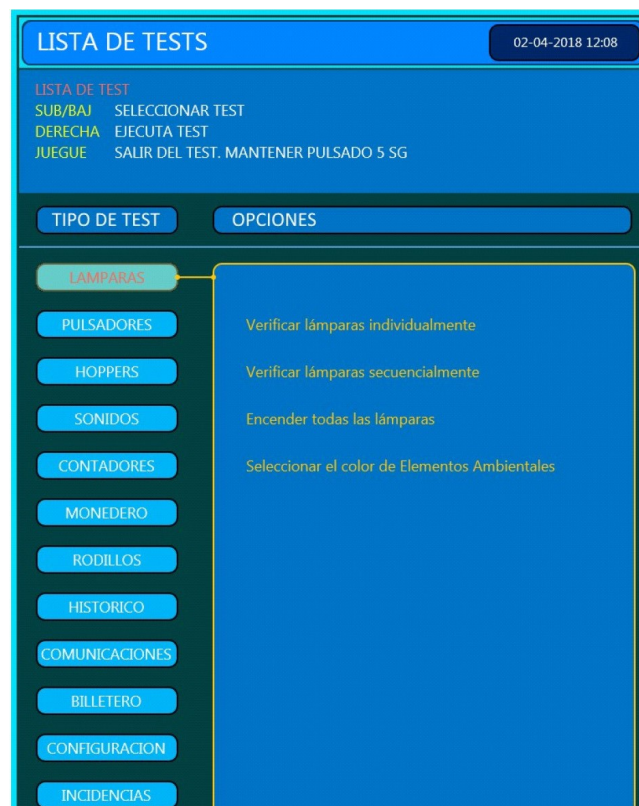 LISTA DE TESTS
02-04-2018 12:08
LISTA DE TEST
SUB/BAJ SELECCIONAR TEST
DERECHA EJECUTA TEST
JUEGUE SALIR DEL TEST. MANTENER PULSADO 5 SG
TIPO DE TEST OPCIONES
LAMPARAS
PULSADORES Verificar lámparas individualmente
HOPPERS Verificar lámparas secuencialmente
SONIDOS Encender todas las lámparas
CONTADORES Seleccionar el color de Elementos Ambientales
MONEDERO
RODILLOS
HISTORICO
COMUNICACIONES
BILLETERO
CONFIGURACION
INCIDENCIAS